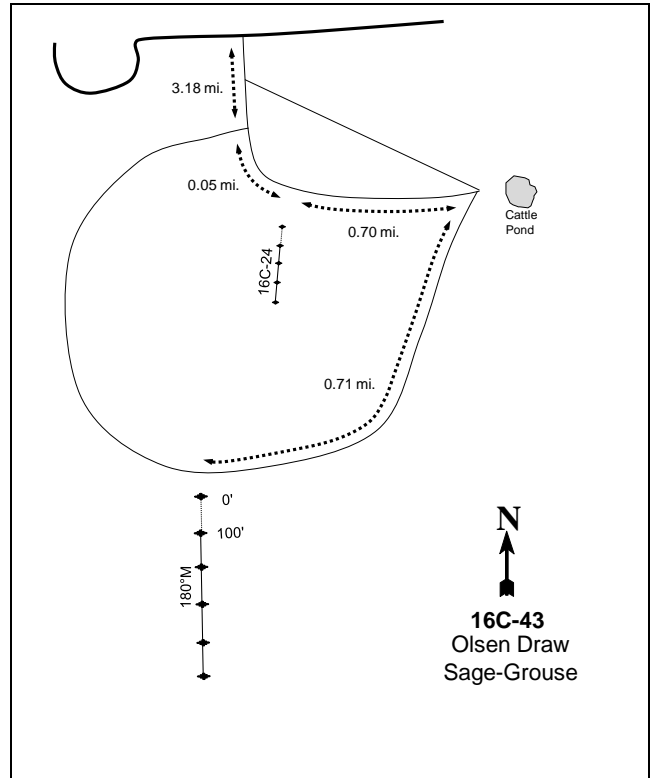 3.18 mi.
0.05 mi.
Cattle
Pond
0.70 mi.
16C-24
0.71 mi.
0'
100'
180°M
N
16C-43
Olsen Draw
Sage-Grouse